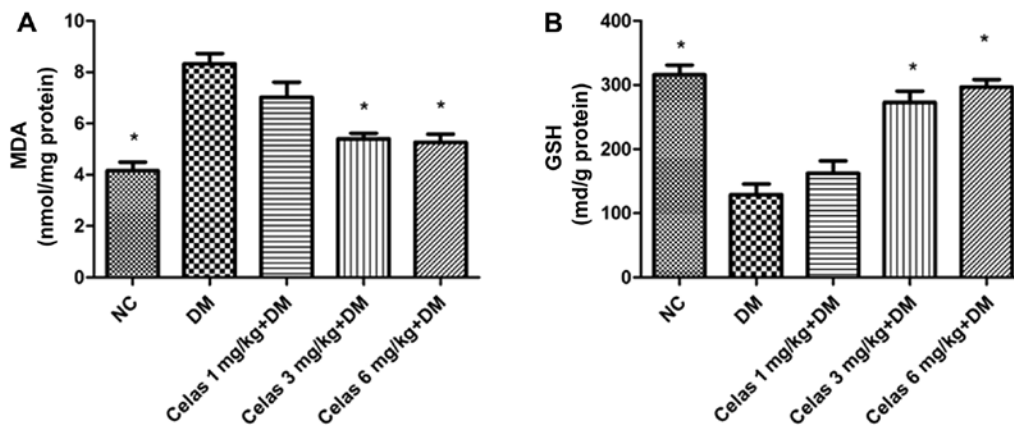 A
MDA
(nmol/mg protein)
10
8
6
4
2
0
*
*
*
NC
DM
Celas 1 mg/kg+DM
Celas 3 mg/kg+DM
Celas 6 mg/kg+DM
B
GSH
(md/g protein)
400
300
200
100
0
*
*
*
NC
DM
Celas 1 mg/kg+DM
Celas 3 mg/kg+DM
Celas 6 mg/kg+DM